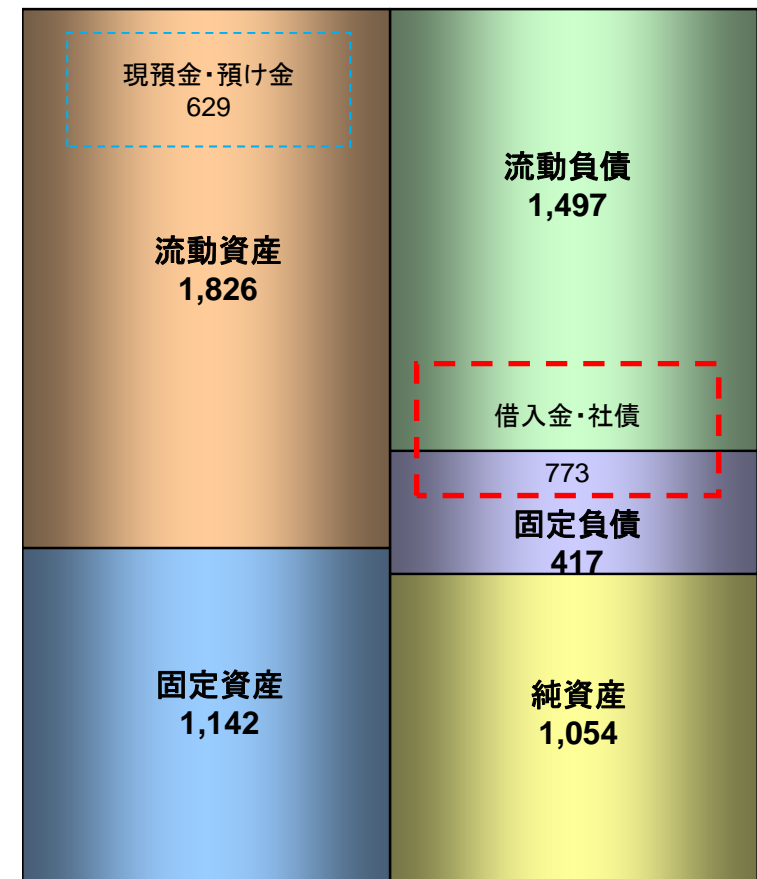 現預金・預け金
629
流動資産
1,826
固定資産
1,142
流動負債
1,497
借入金・社債
773
固定負債
417
純資産
1,054